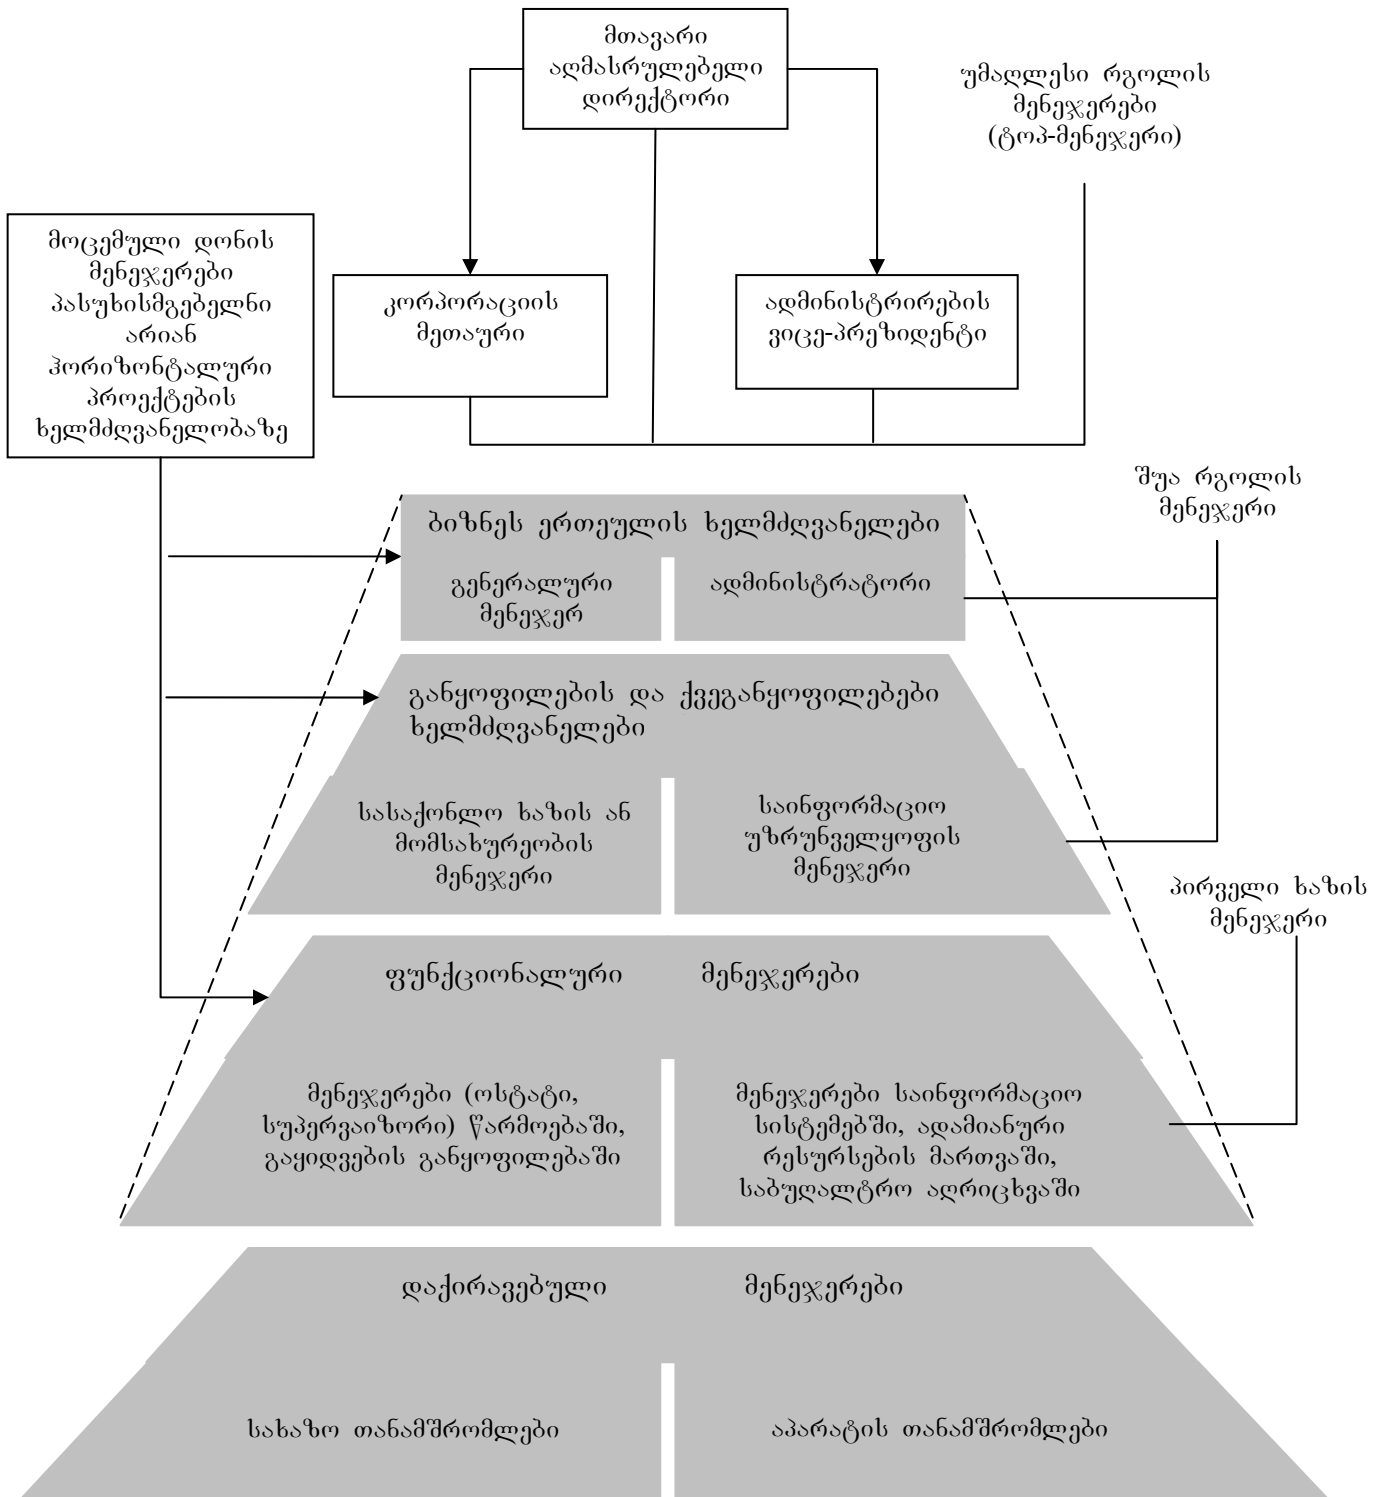 მთავარი
აღმასრულებელი
დირექტორი
უმაღლესი რგოლის
მენეჯერები
(ტოპ-მენეჯერი)
მოცემული დონის
მენეჯერები
პასუხისმგებელნი
არიან
ჰორიზონტალური
პროექტების
ხელმძღვანელობაზე
კორპორაციის
მეთაური
ადმინისტრირების
ვიცე-პრეზიდენტი
შუა რგოლის
მენეჯერი
ბიზნეს ერთეულის ხელმძღვანელები
გენერალური
მენეჯერ
ადმინისტრატორი
განყოფილების და ქვეგანყოფილებები
ხელმძღვანელები
სასაქონლო ხაზის ან
მომსახურეობის
მენეჯერი
საინფორმაციო
უზრუნველყოფის
მენეჯერი
პირველი ხაზის
მენეჯერი
ფუნქციონალური მენეჯერები
მენეჯერები (ოსტატი,
სუპერვაიზორი) წარმოებაში,
გაყიდვების განყოფილებაში
მენეჯერები საინფორმაციო
სისტემებში, ადამიანური
რესურსების მართვაში,
საბუღალტრო აღრიცხვაში
დაქირავებული მენეჯერები
სახაზო თანამშრომლები
აპარატის თანამშრომლები